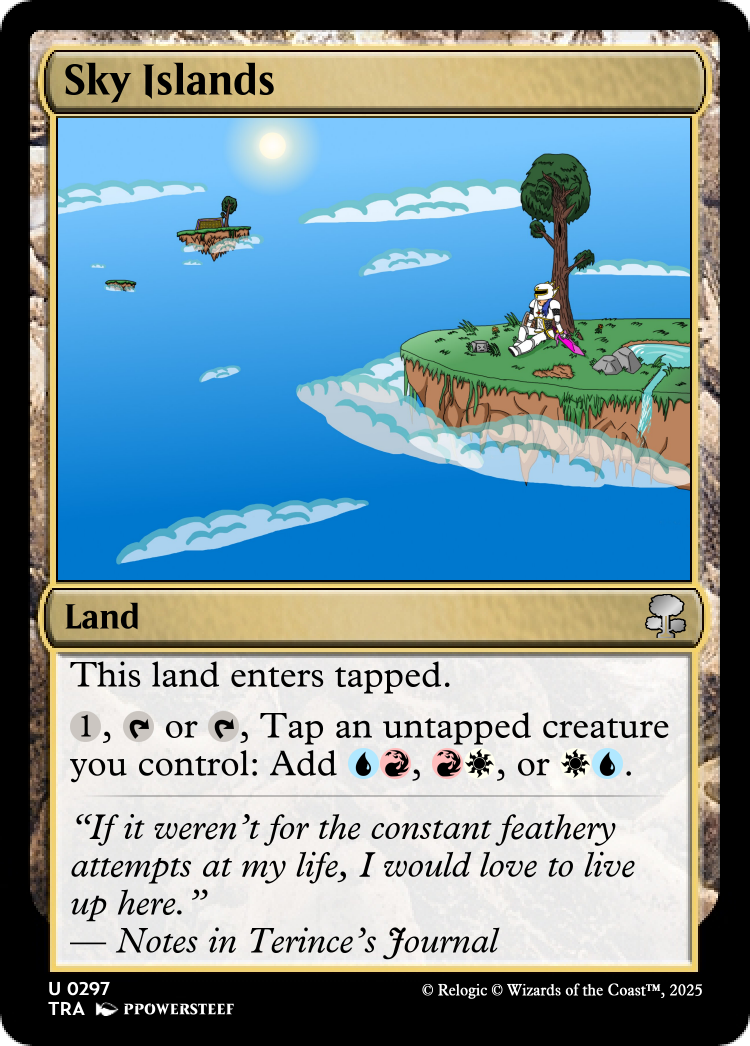 Sky Islands
Land
This land enters tapped.
1, or , Tap an untapped creature
you control: Add , , or .
“If it weren’t for the constant feathery
attempts at my life, I would love to live
up here.”
— Notes in Terince’s Journal
U 0297
TRA PPOWERSTEEF
© Relogic © Wizards of the Coast™, 2025